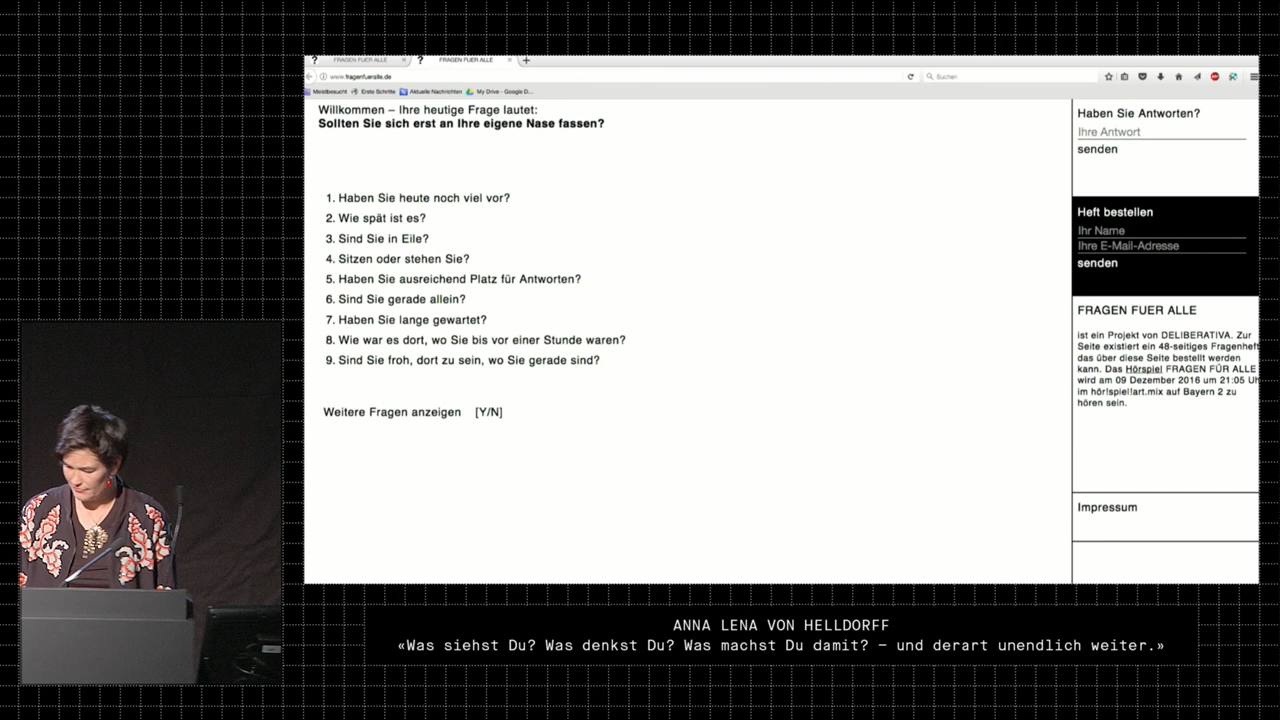 ? FRAGEN FUER ALLE × ? FRAGEN FUER ALLE × +
www.fragenfueralle.de
Suchen
Meistbesucht Erste Schritte Aktuelle Nachrichten My Drive - Google D...
Willkommen – Ihre heutige Frage lautet:
Sollten Sie sich erst an Ihre eigene Nase fassen?
1. Haben Sie heute noch viel vor?
2. Wie spät ist es?
3. Sind Sie in Eile?
4. Sitzen oder stehen Sie?
5. Haben Sie ausreichend Platz für Antworten?
6. Sind Sie gerade allein?
7. Haben Sie lange gewartet?
8. Wie war es dort, wo Sie bis vor einer Stunde waren?
9. Sind Sie froh, dort zu sein, wo Sie gerade sind?
Weitere Fragen anzeigen [Y/N]
Haben Sie Antworten?
Ihre Antwort
senden
Heft bestellen
Ihr Name
Ihre E-Mail-Adresse
senden
FRAGEN FUER ALLE
ist ein Projekt von DELIBERATIVA. Zur
Seite existiert ein 48-seitiges Fragenheft
das über diese Seite bestellt werden
kann. Das Hörspiel FRAGEN FÜR ALLE
wird am 09 Dezember 2016 um 21:05 Uh
im hör!spiel!art.mix auf Bayern 2 zu
hören sein.
Impressum
ANNA LENA VON HELLDORFF
«Was siehst Du? Was denkst Du? Was machst Du damit? – und derart unendlich weiter.»